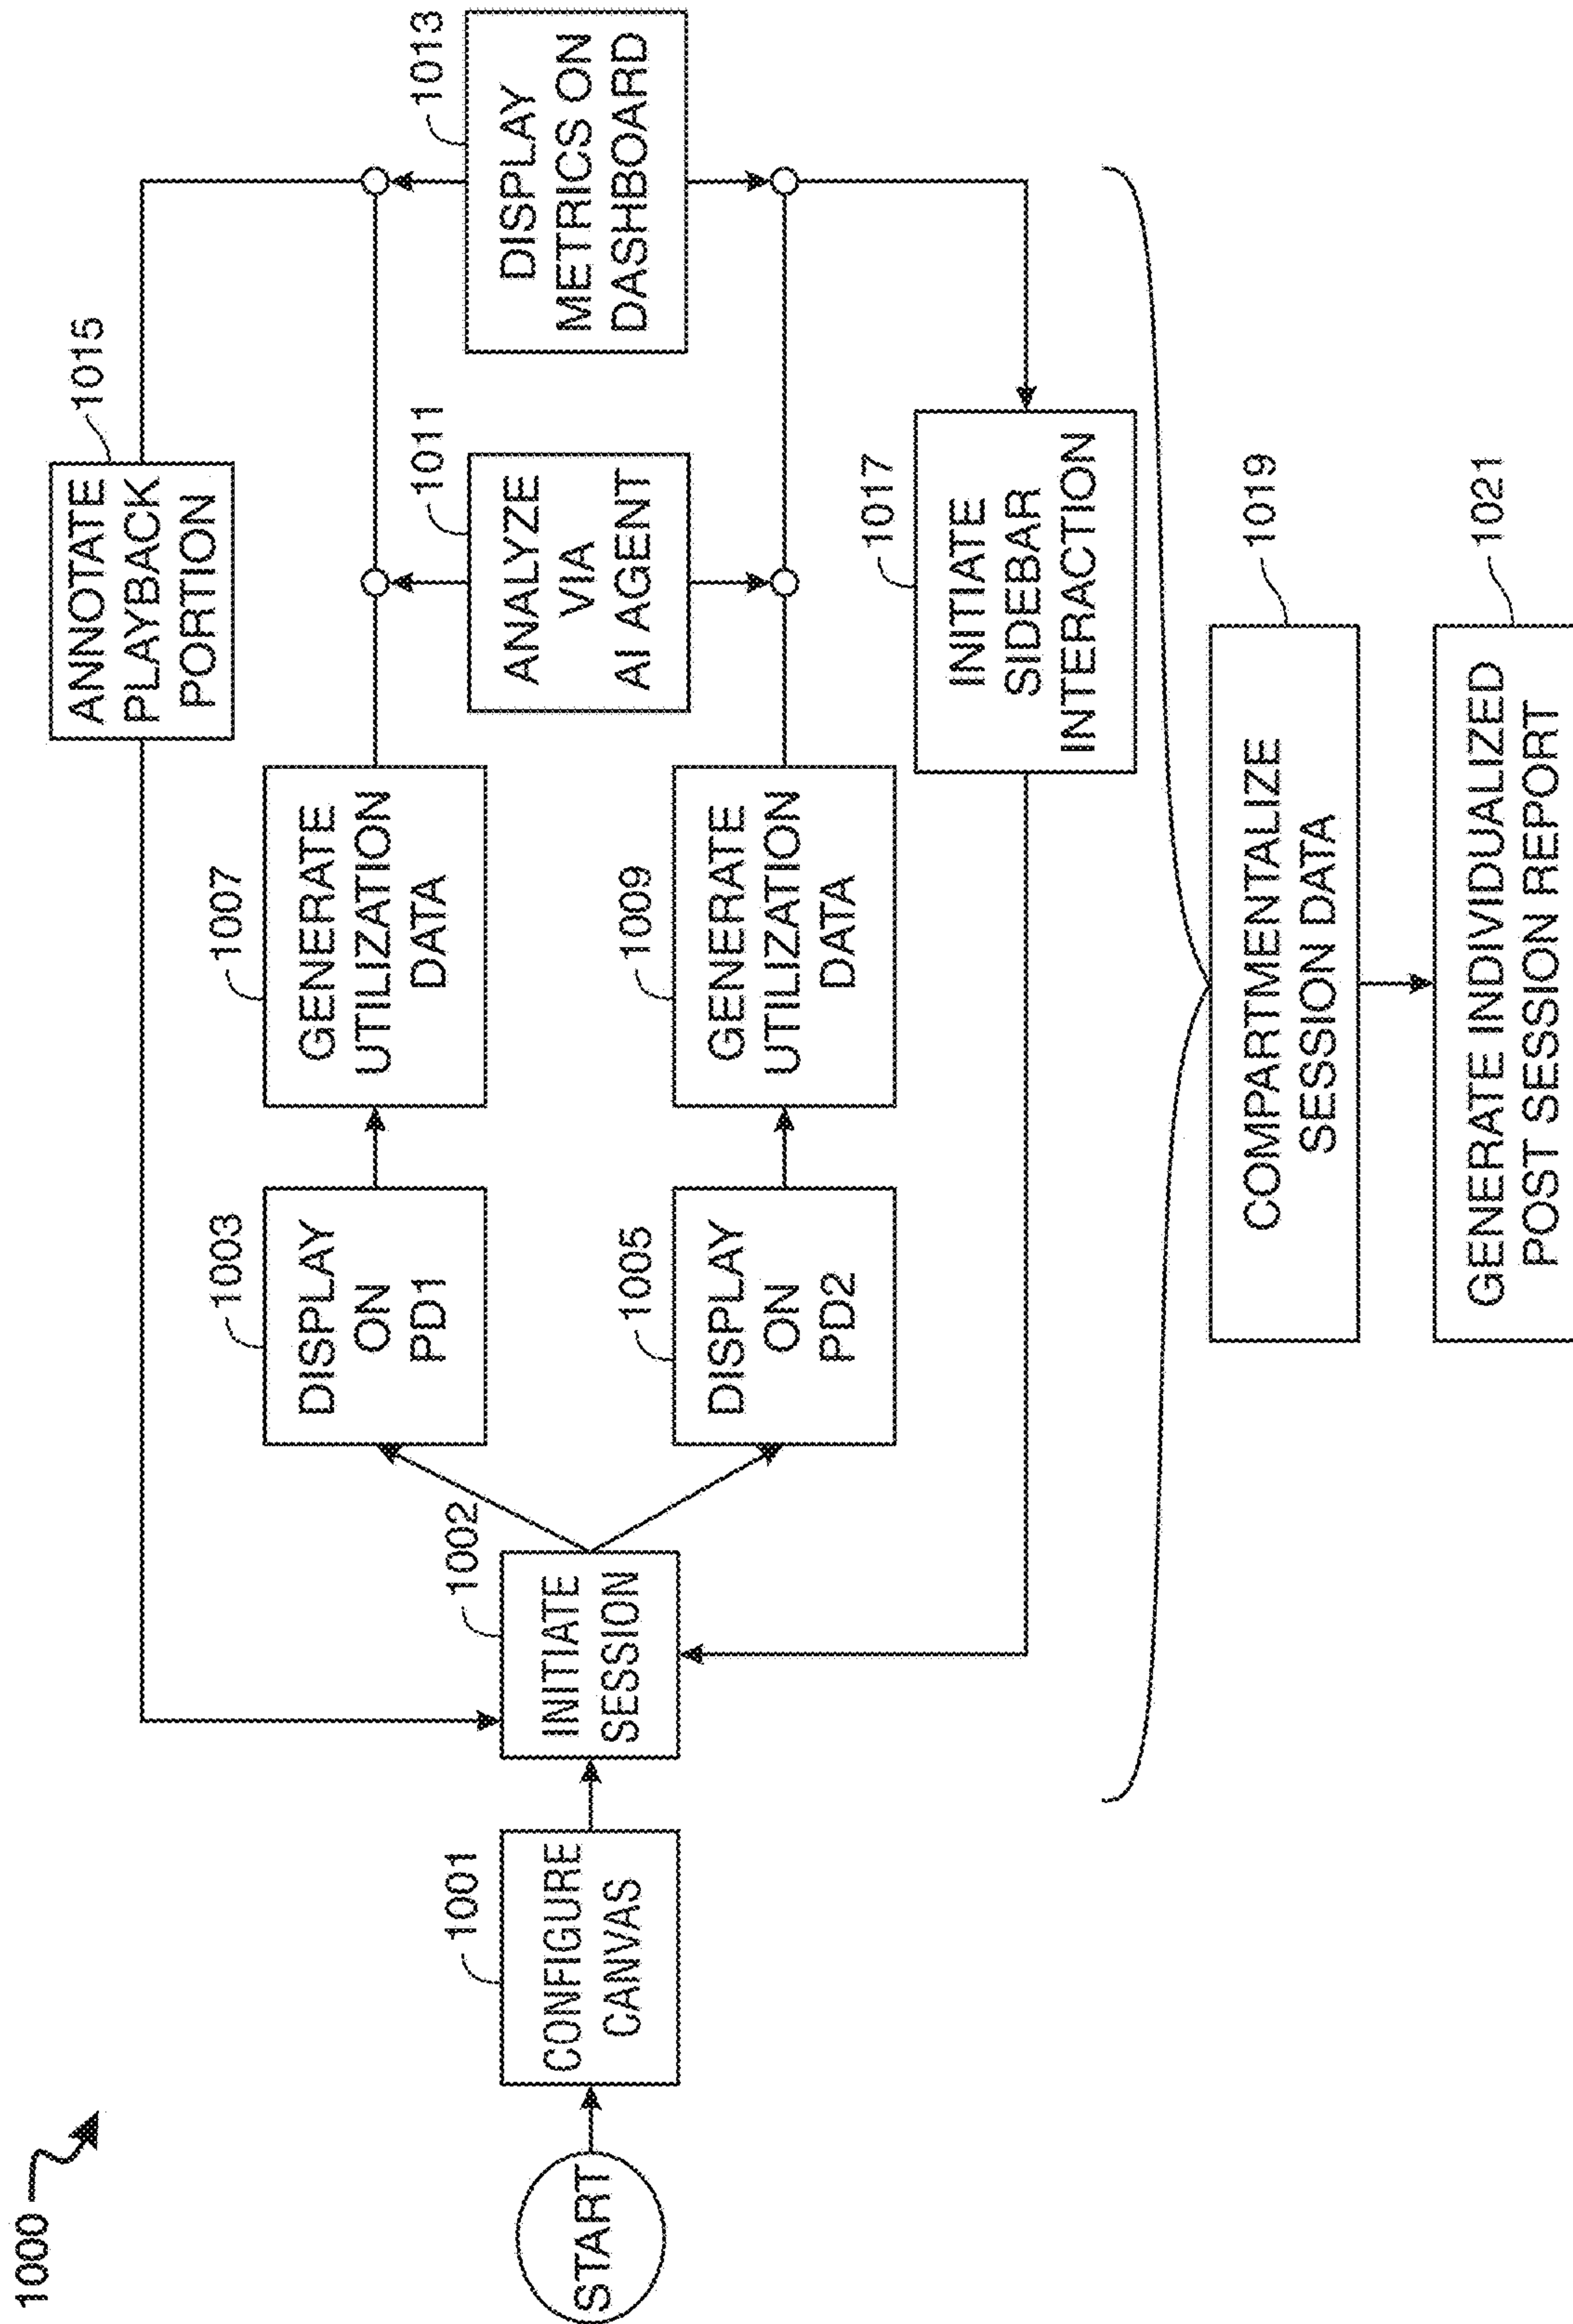 1000
START
1001
CONFIGURE
CANVAS
1002
INITIATE
SESSION
1003
DISPLAY
ON
PD1
1005
DISPLAY
ON
PD2
1007
GENERATE
UTILIZATION
DATA
1009
GENERATE
UTILIZATION
DATA
1011
ANALYZE
VIA
AI AGENT
1013
DISPLAY
METRICS ON
DASHBOARD
1015
ANNOTATE
PLAYBACK
PORTION
1017
INITIATE
SIDEBAR
INTERACTION
1019
COMPARTMENTALIZE
SESSION DATA
1021
GENERATE INDIVIDUALIZED
POST SESSION REPORT